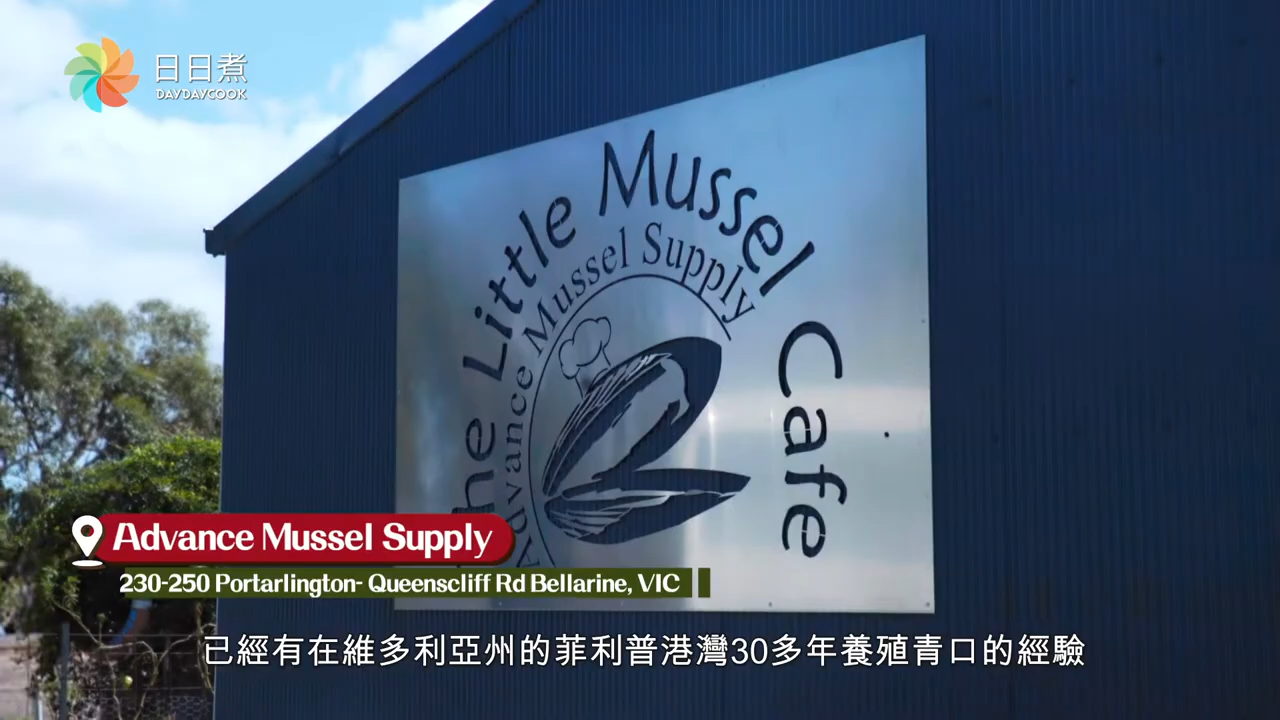 日日煮
DAYDAYCOOK
The Little Mussel Cafe
Advance Mussel Supply
Advance Mussel Supply
230-250 Portarlington- Queenscliff Rd Bellarine, VIC
已經有在維多利亞州的菲利普港灣30多年養殖青口的經驗